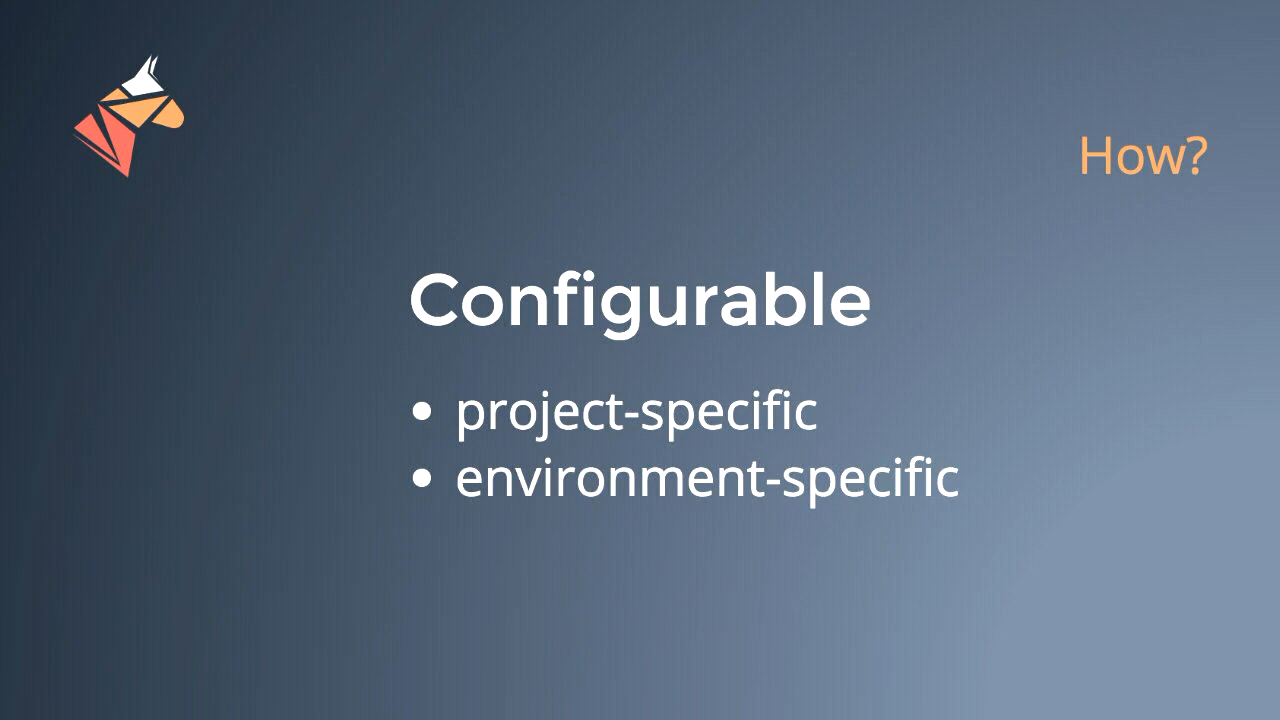 How?
Configurable
• project-specific
• environment-specific